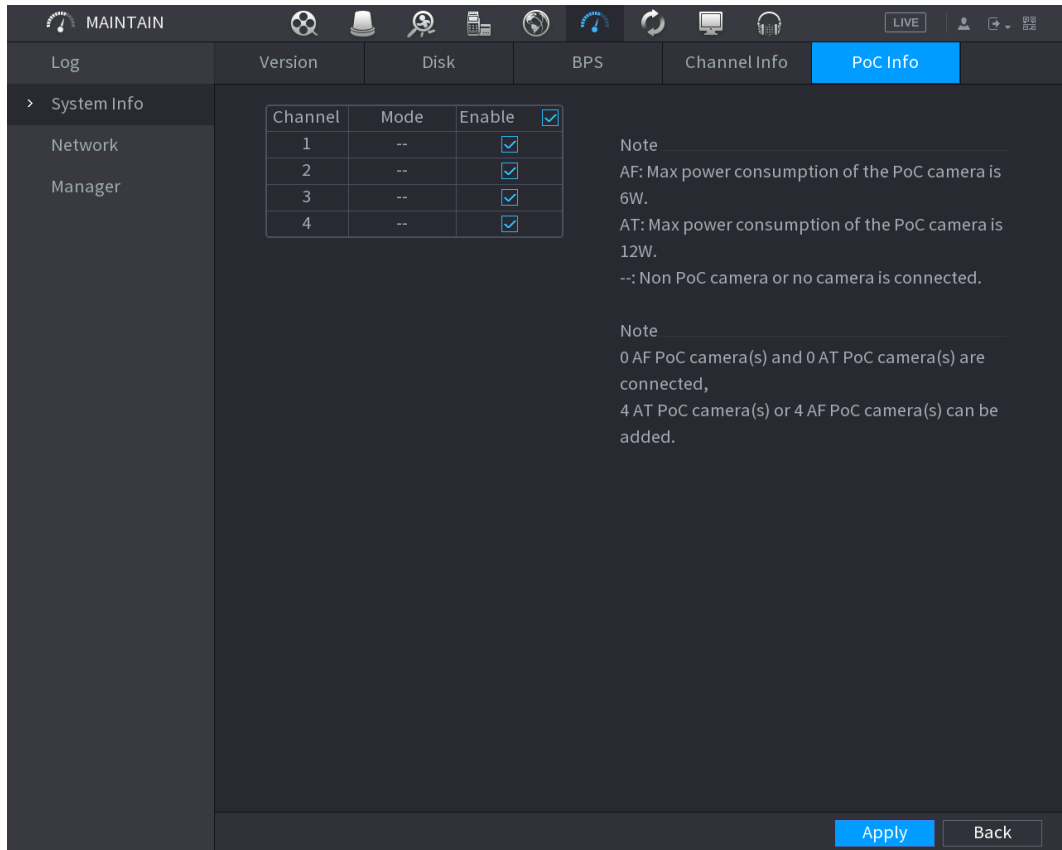 MAINTAIN
LIVE
Log
System Info
Network
Manager
Version Disk BPS Channel Info PoC Info
Channel Mode Enable
1 --
2 --
3 --
4 --
Note
AF: Max power consumption of the PoC camera is
6W.
AT: Max power consumption of the PoC camera is
12W.
--: Non PoC camera or no camera is connected.
Note
0 AF PoC camera(s) and 0 AT PoC camera(s) are
connected,
4 AT PoC camera(s) or 4 AF PoC camera(s) can be
added.
Apply Back